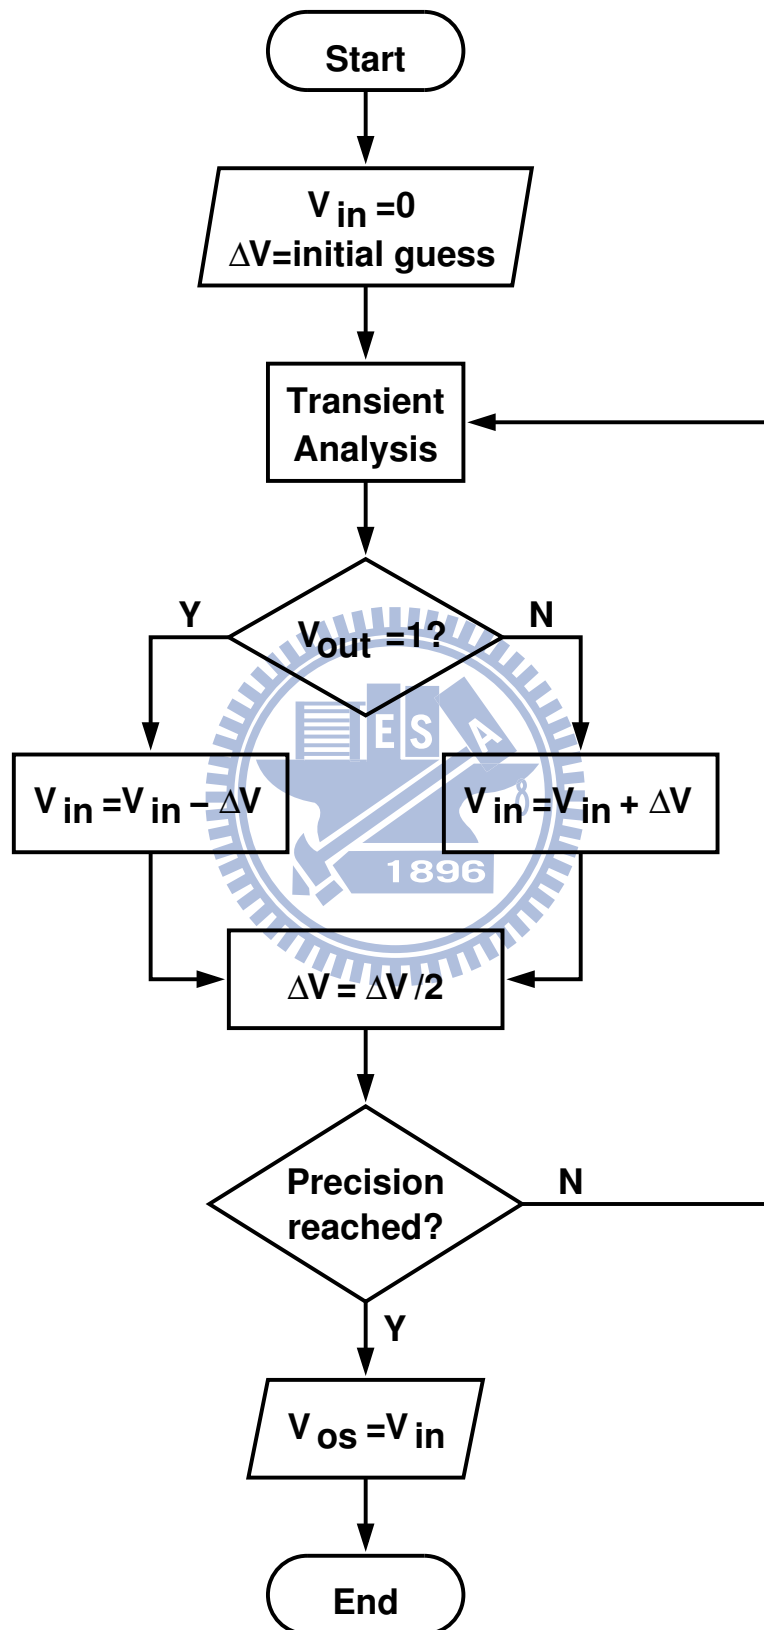 Start
V in =0
ΔV=initial guess
Transient
Analysis
Y
N
Vout =1?
E S A
V in =V in − ΔV
V in =V in + ΔV
1896
ΔV = ΔV/2
Precision
reached?
N
Y
V os =V in
End